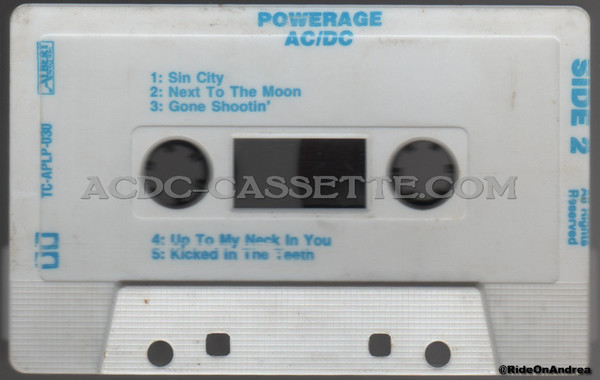 POWERAGE
AC/DC
ALBERT
1: Sin City
2: Next To The Moon
3: Gone Shootin'
SIDE 2
TC-APLP-030
ACDC-CASSETTE.COM
All Rights
Reserved
4: Up To My Neck In You
5: Kicked In The Teeth
@RideOnAndrea